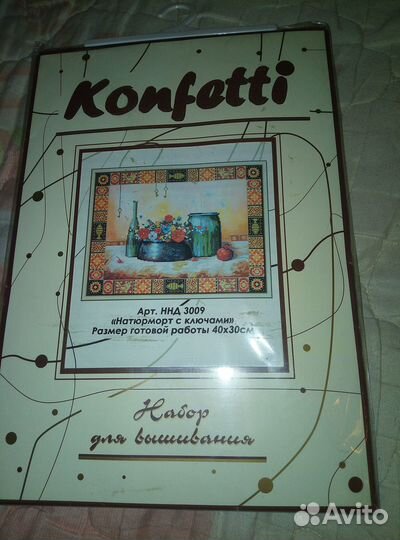 Konfetti
Арт. ННД 3009
«Натюрморт с ключами»
Размер готовой работы 40х30см
Набор
для вышивания
Avito